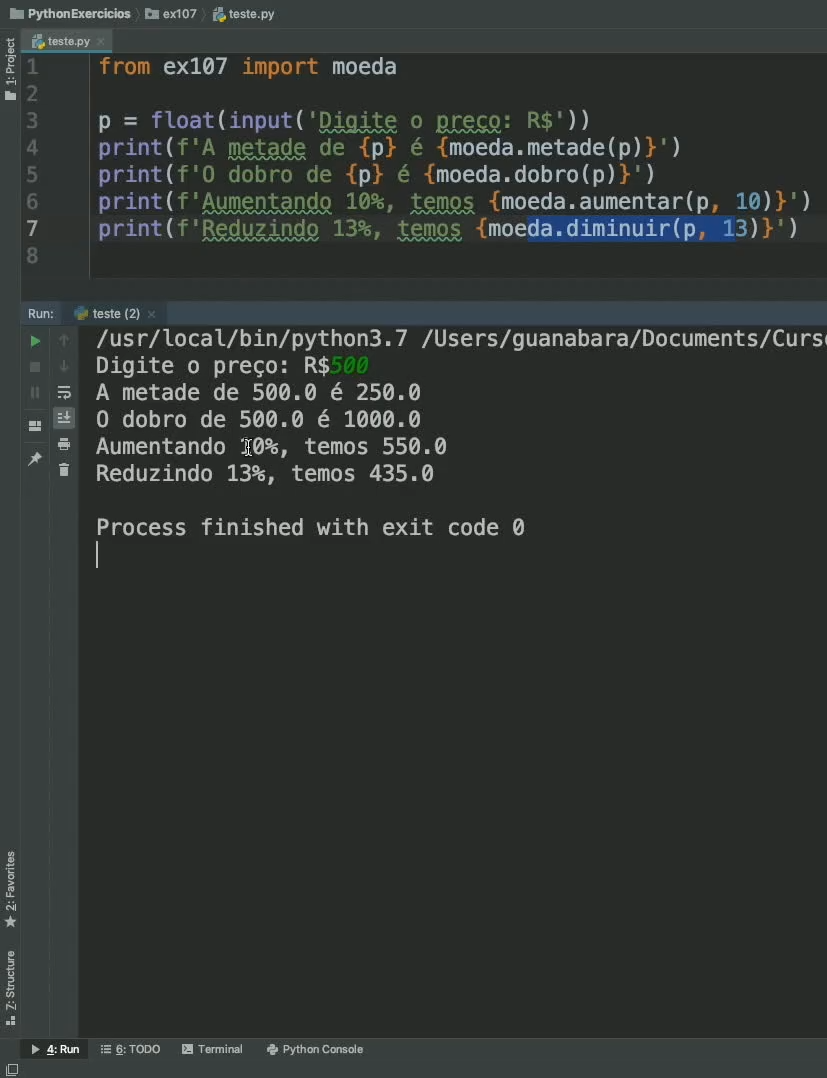 PythonExercicios ex107 teste.py
teste.py
1: Project
1 from ex107 import moeda
2
3 p = float(input('Digite o preço: R$'))
4 print(f'A metade de {p} é {moeda.metade(p)}')
5 print(f'O dobro de {p} é {moeda.dobro(p)}')
6 print(f'Aumentando 10%, temos {moeda.aumentar(p, 10)}')
7 print(f'Reduzindo 13%, temos {moeda.diminuir(p, 13)}')
8
Run: teste (2)
/usr/local/bin/python3.7 /Users/guanabara/Documents/Curso
Digite o preço: R$500
A metade de 500.0 é 250.0
O dobro de 500.0 é 1000.0
Aumentando 10%, temos 550.0
Reduzindo 13%, temos 435.0
Process finished with exit code 0
2: Favorites
7: Structure
4: Run 6: TODO Terminal Python Console